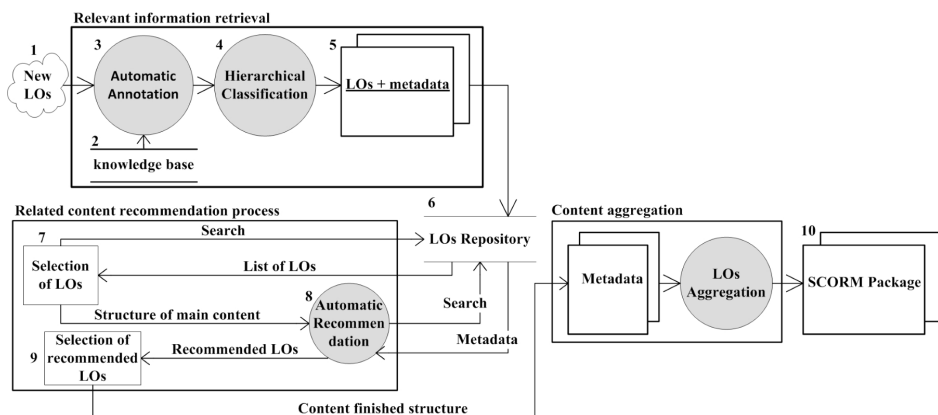 Relevant information retrieval
1
New
LOs
3
Automatic
Annotation
4
Hierarchical
Classification
5
LOs + metadata
2
knowledge base
Related content recommendation process
7
Search
Selection
of LOs
List of LOs
6
LOs Repository
Structure of main content
8
Automatic
Recommen
dation
Search
Metadata
Recommended LOs
9
Selection of
recommended
LOs
Content finished structure
Content aggregation
Metadata
LOs
Aggregation
10
SCORM Package